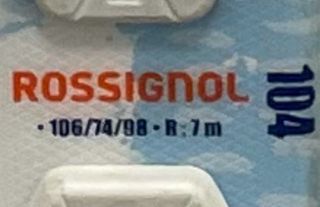 ROSSIGNOL
• 106/74/98 • R : 7 m
104